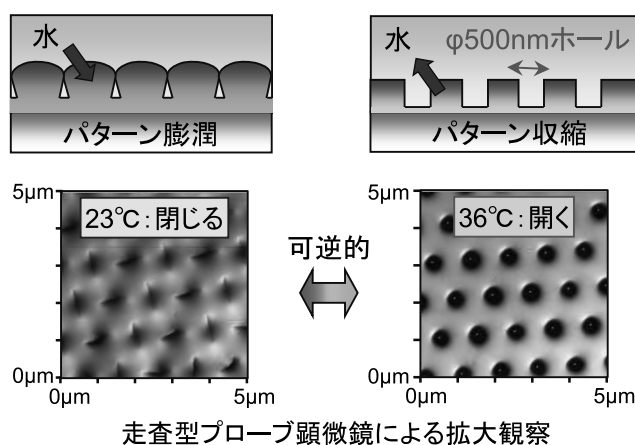 水
パターン膨潤
水
φ500nmホール
パターン収縮
5μm
23℃:閉じる
0μm
0μm
5μm
可逆的
5μm
36℃:開く
0μm
0μm
5μm
走査型プローブ顕微鏡による拡大観察